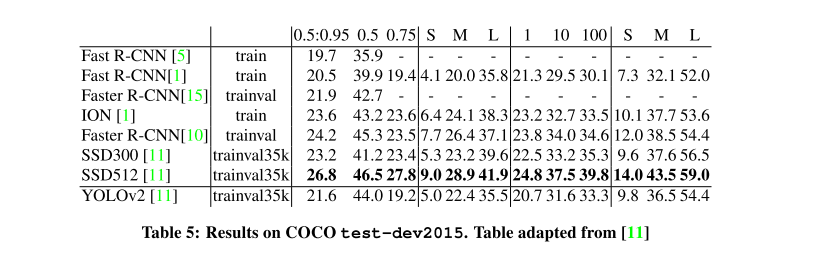 0.5:0.95 0.5 0.75 S M L 1 10 100 S M L
Fast R-CNN [5] train 19.7 35.9 - - - - - - - - - -
Fast R-CNN[1] train 20.5 39.9 19.4 4.1 20.0 35.8 21.3 29.5 30.1 7.3 32.1 52.0
Faster R-CNN[15] trainval 21.9 42.7 - - - - - - - - - -
ION [1] train 23.6 43.2 23.6 6.4 24.1 38.3 23.2 32.7 33.5 10.1 37.7 53.6
Faster R-CNN[10] trainval 24.2 45.3 23.5 7.7 26.4 37.1 23.8 34.0 34.6 12.0 38.5 54.4
SSD300 [11] trainval35k 23.2 41.2 23.4 5.3 23.2 39.6 22.5 33.2 35.3 9.6 37.6 56.5
SSD512 [11] trainval35k 26.8 46.5 27.8 9.0 28.9 41.9 24.8 37.5 39.8 14.0 43.5 59.0
YOLOv2 [11] trainval35k 21.6 44.0 19.2 5.0 22.4 35.5 20.7 31.6 33.3 9.8 36.5 54.4
Table 5: Results on COCO test-dev2015. Table adapted from [11]